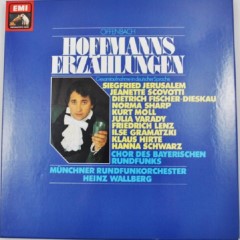 EMI
OFFENBACH
HOFFMANNS
ERZÄHLUNGEN
Gesamtaufnahme in deutscher Sprache
SIEGFRIED JERUSALEM
JEANETTE SCOVOTTI
DIETRICH FISCHER-DIESKAU
NORMA SHARP
KURT MOLL
JULIA VARADY
FRIEDRICH LENZ
ILSE GRAMATZKI
KLAUS HIRTE
HANNA SCHWARZ
CHOR DES BAYERISCHEN
RUNDFUNKS
MÜNCHNER RUNDFUNKORCHESTER
HEINZ WALLBERG